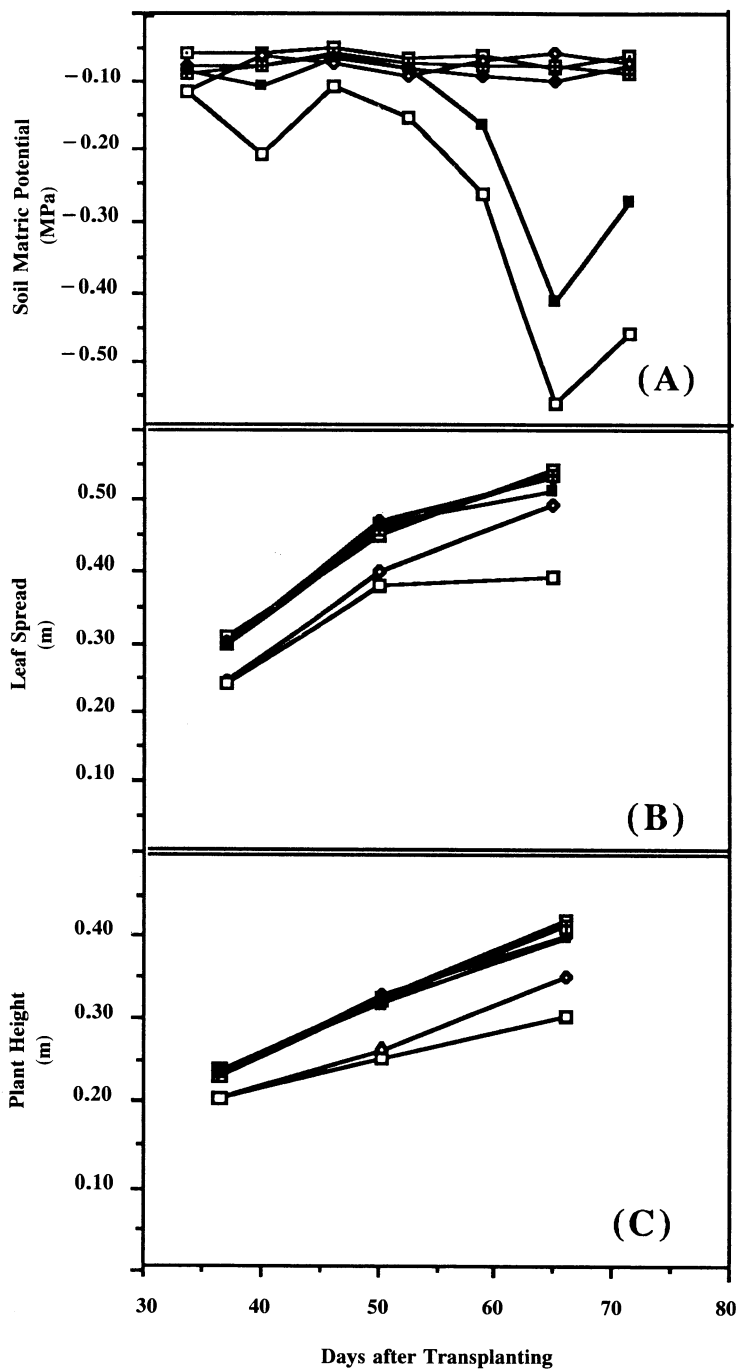 Soil Matric Potential
(MPa)
−0.10
−0.20
−0.30
−0.40
−0.50
(A)
Leaf Spread
(m)
0.50
0.40
0.30
0.20
0.10
(B)
Plant Height
(m)
0.40
0.30
0.20
0.10
(C)
30 40 50 60 70 80
Days after Transplanting